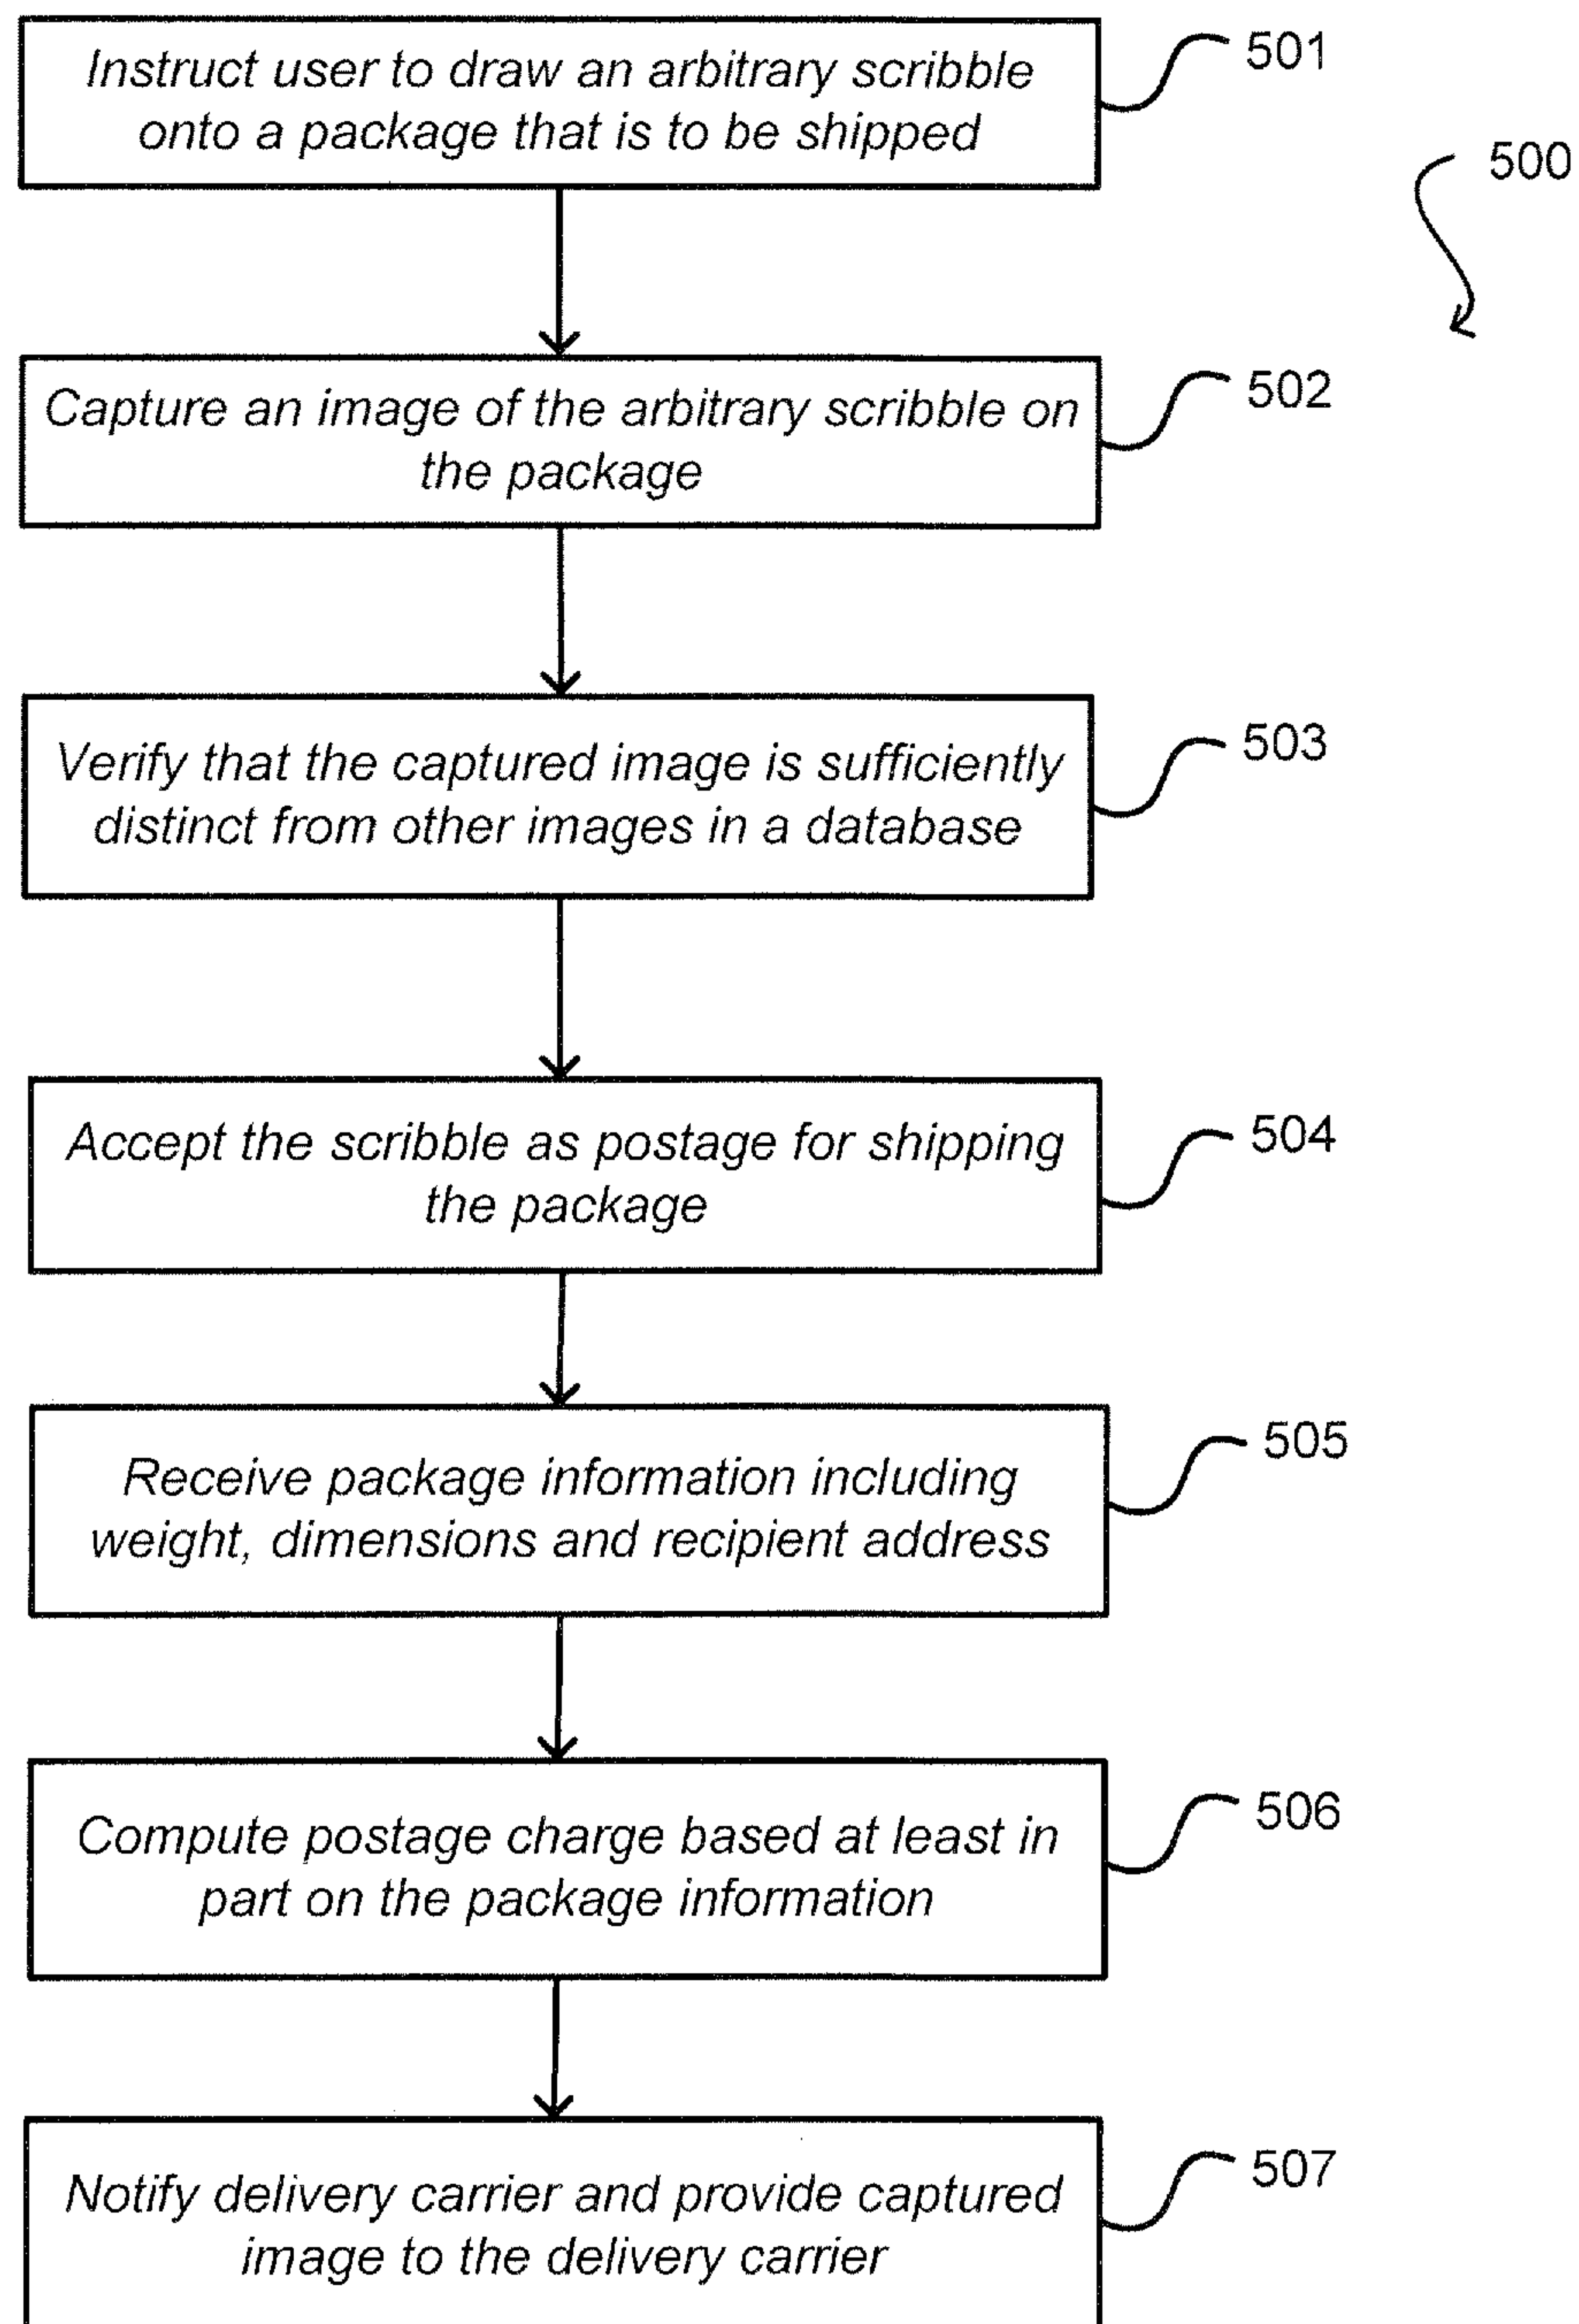 Instruct user to draw an arbitrary scribble
onto a package that is to be shipped
501
500
Capture an image of the arbitrary scribble on
the package
502
Verify that the captured image is sufficiently
distinct from other images in a database
503
Accept the scribble as postage for shipping
the package
504
Receive package information including
weight, dimensions and recipient address
505
Compute postage charge based at least in
part on the package information
506
Notify delivery carrier and provide captured
image to the delivery carrier
507